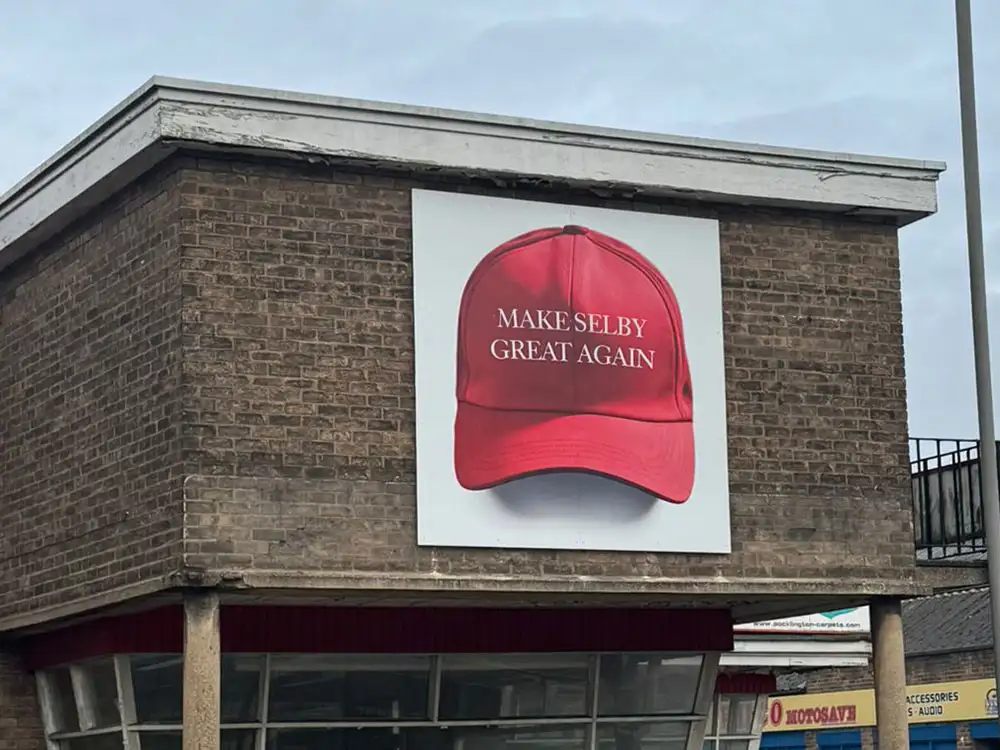 MAKE SELBY
GREAT AGAIN
www.pocklington-carpets.com
MOTOSAVE
ACCESSORIES
S · AUDIO